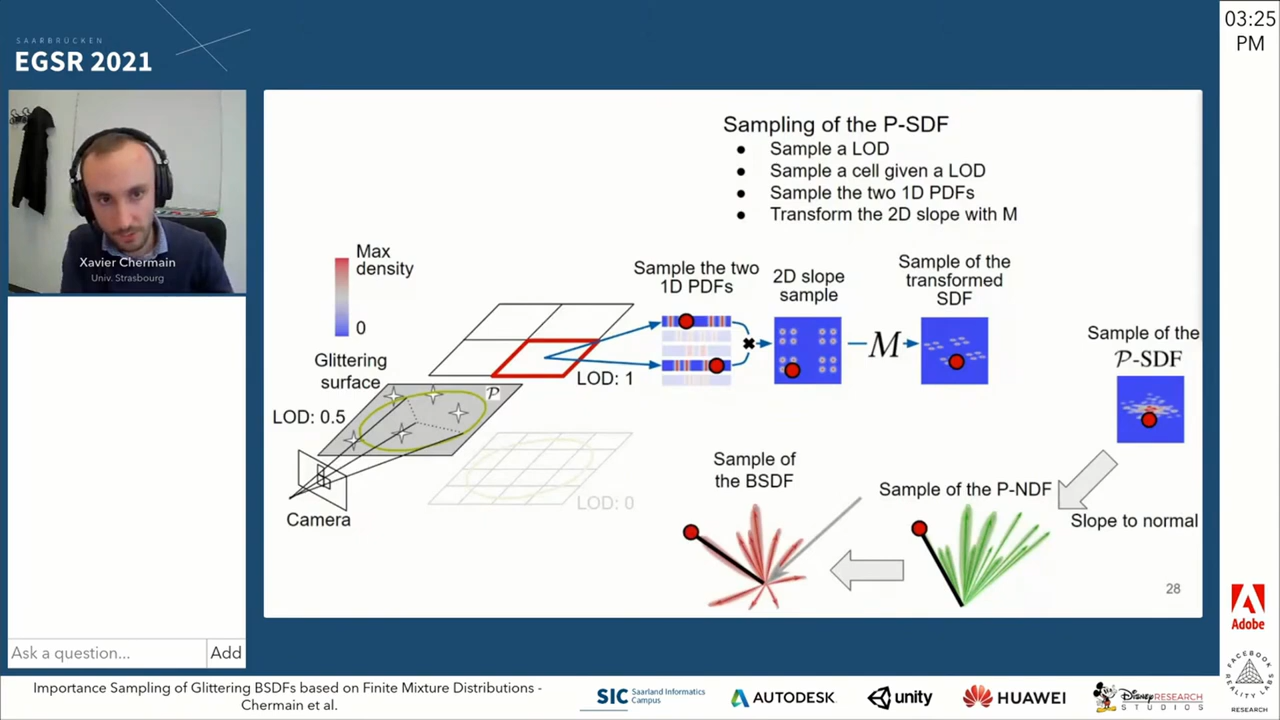 SAARBRÜCKEN
EGSR 2021
03:25
PM
Xavier Chermain
Univ. Strasbourg
Sampling of the P-SDF
● Sample a LOD
● Sample a cell given a LOD
● Sample the two 1D PDFs
● Transform the 2D slope with M
Max
density
0
Glittering
surface
LOD: 0.5
Camera
P
LOD: 1
LOD: 0
Sample the two
1D PDFs
2D slope
sample
M
Sample of the
transformed
SDF
Sample of the
P-SDF
Slope to normal
Sample of the P-NDF
Sample of
the BSDF
28
Ask a question...
Add
Importance Sampling of Glittering BSDFs based on Finite Mixture Distributions -
Chermain et al.
SIC
Saarland Informatics
Campus
AUTODESK.
unity
HUAWEI
Disney RESEARCH
STUDIOS
Adobe
FACEBOOK
REALITY LABS
RESEARCH